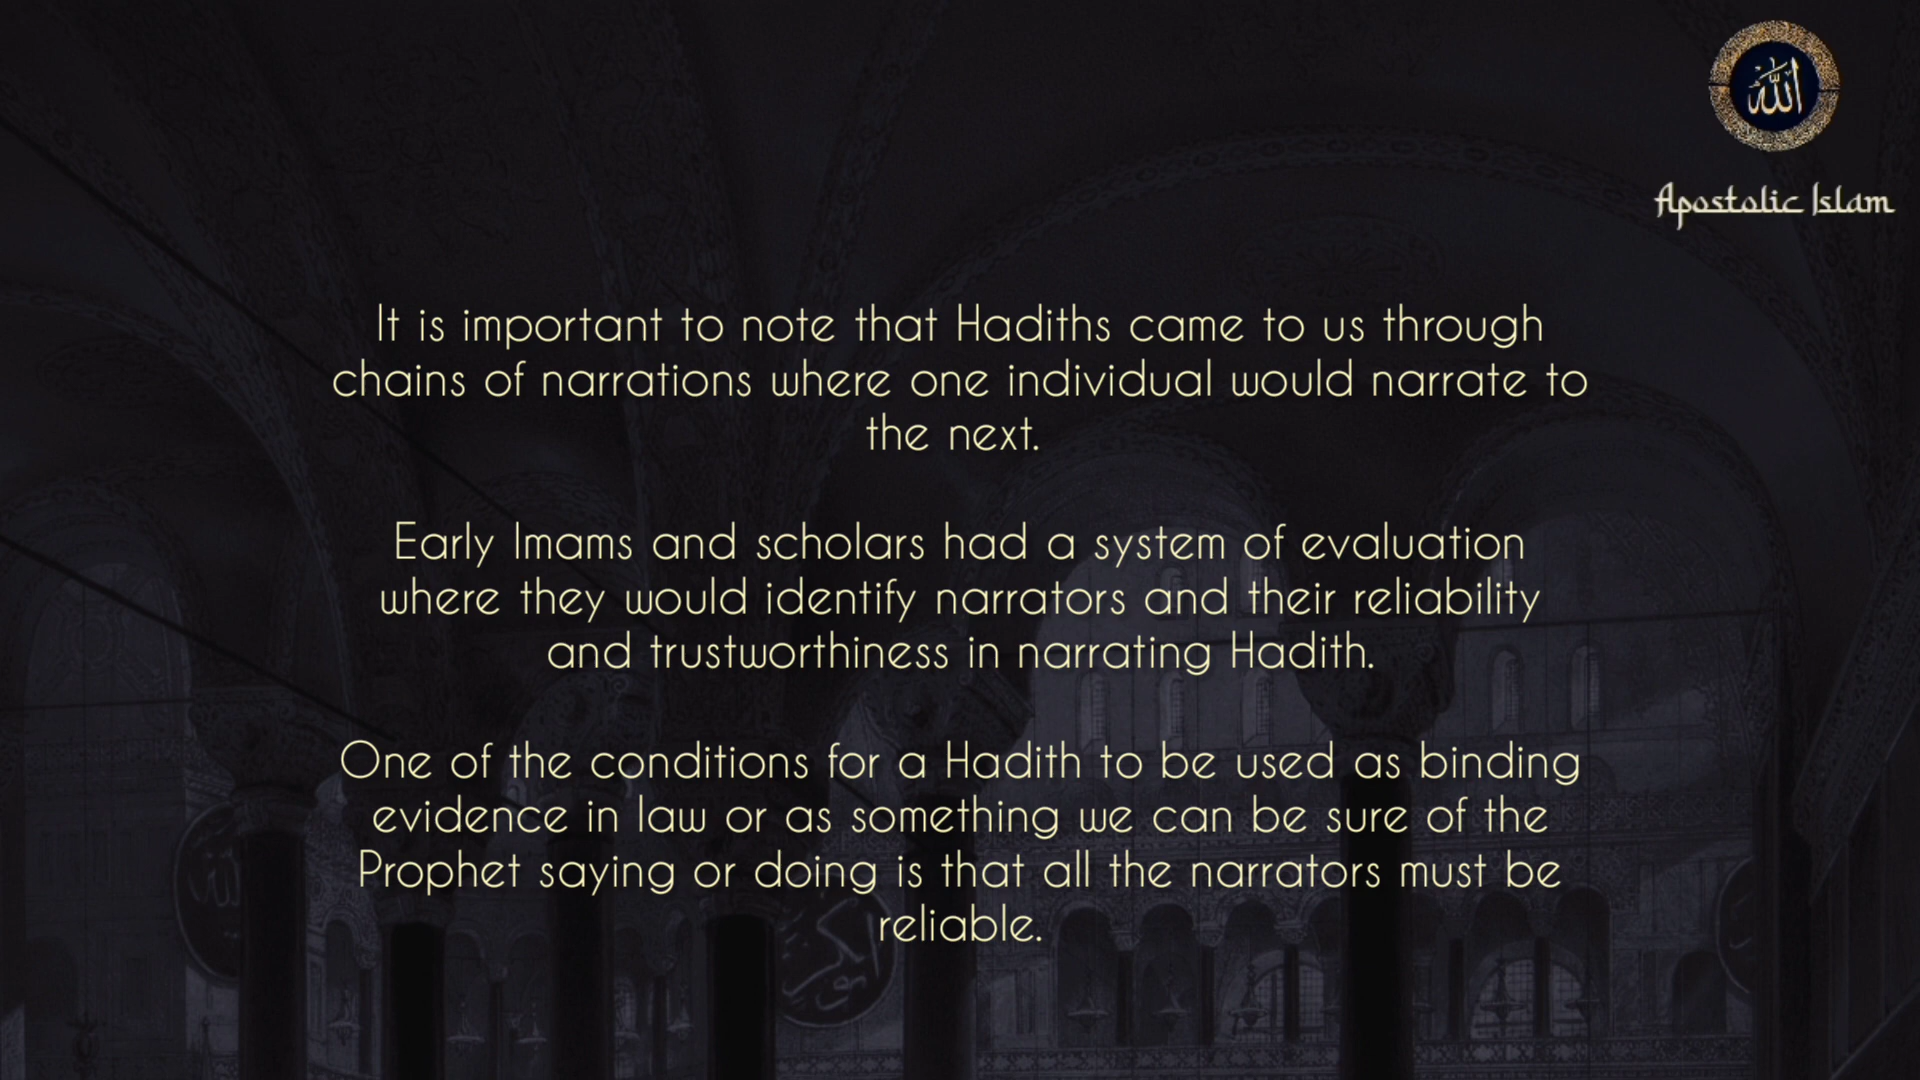 الله
Apostolic Islam
It is important to note that Hadiths came to us through
chains of narrations where one individual would narrate to
the next.
Early Imams and scholars had a system of evaluation
where they would identify narrators and their reliability
and trustworthiness in narrating Hadith.
One of the conditions for a Hadith to be used as binding
evidence in law or as something we can be sure of the
Prophet saying or doing is that all the narrators must be
reliable.